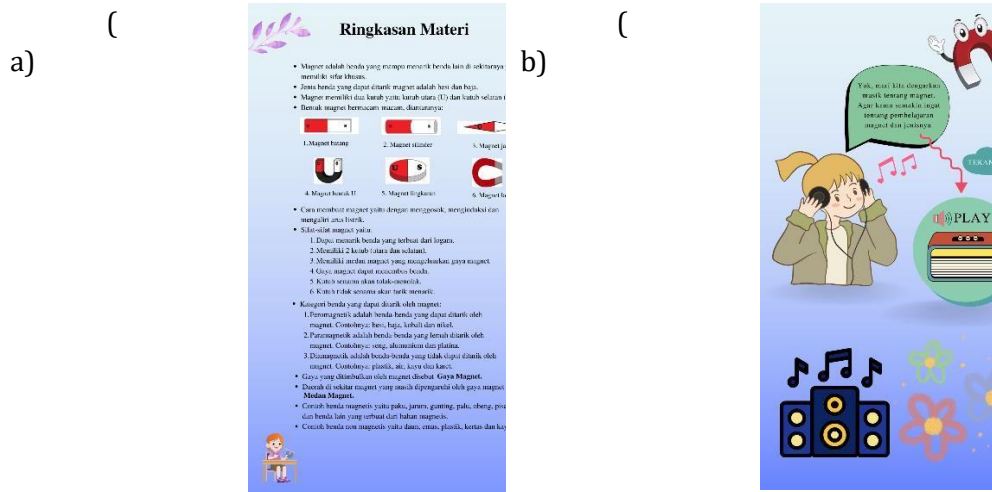 (
a)
Ringkasan Materi
• Magnet adalah benda yang mampu menarik benda lain di sekitarnya
memiliki sifat khusus.
• Jenis benda yang dapat ditarik magnet adalah besi dan baja.
• Magnet memiliki dua kutub yaitu kutub utara (U) dan kutub selatan
• Bentuk magnet bermacam macam, diantaranya:
1. Magnet batang
2. Magnet silinder
3. Magnet
4. Magnet bentuk U
5. Magnet lingkaran
6. Magnet
• Cara membuat magnet yaitu dengan menggosok, menginduksi dan
mengaliri arus listrik.
• Sifat-sifat magnet yaitu:
1. Dapat menarik benda yang terbuat dari logam.
2. Memiliki 2 kutub (utara dan selatan).
3. Memiliki medan magnet yang mengeluarkan gaya magnet.
4. Gaya magnet dapat menembus benda.
5. Kutub senama akan tolak-menolak.
6. Kutub tidak senama akan tarik menarik.
• Kategori benda yang dapat ditarik oleh magnet:
1. Feromagnetik adalah benda-benda yang dapat ditarik oleh
magnet. Contohnya: besi, baja, kobalt dan nikel.
2. Paramagnetik adalah benda-benda yang lemah ditarik oleh
magnet. Contohnya: seng, alumunium dan platina.
3. Diamagnetik adalah benda-benda yang tidak dapat ditarik oleh
magnet. Contohnya: plastik, air, kayu dan karet.
• Gaya yang ditimbulkan oleh magnet disebut Gaya Magnet.
• Daerah di sekitar magnet yang masih dipengaruhi oleh gaya magnet
Medan Magnet.
• Contoh benda magnetis yaitu paku, jarum, gunting, palu, obeng,
dan benda lain yang terbuat dari bahan magnetis.
• Contoh benda non magnetis yaitu daun, emas, plastik, kertas dan
(
b)
Yuk, mari kita dengarkan
musik tentang magnet.
Agar kamu semakin ingat
tentang pembelajaran
magnet dan jenisnya
TEKAN
PLAY